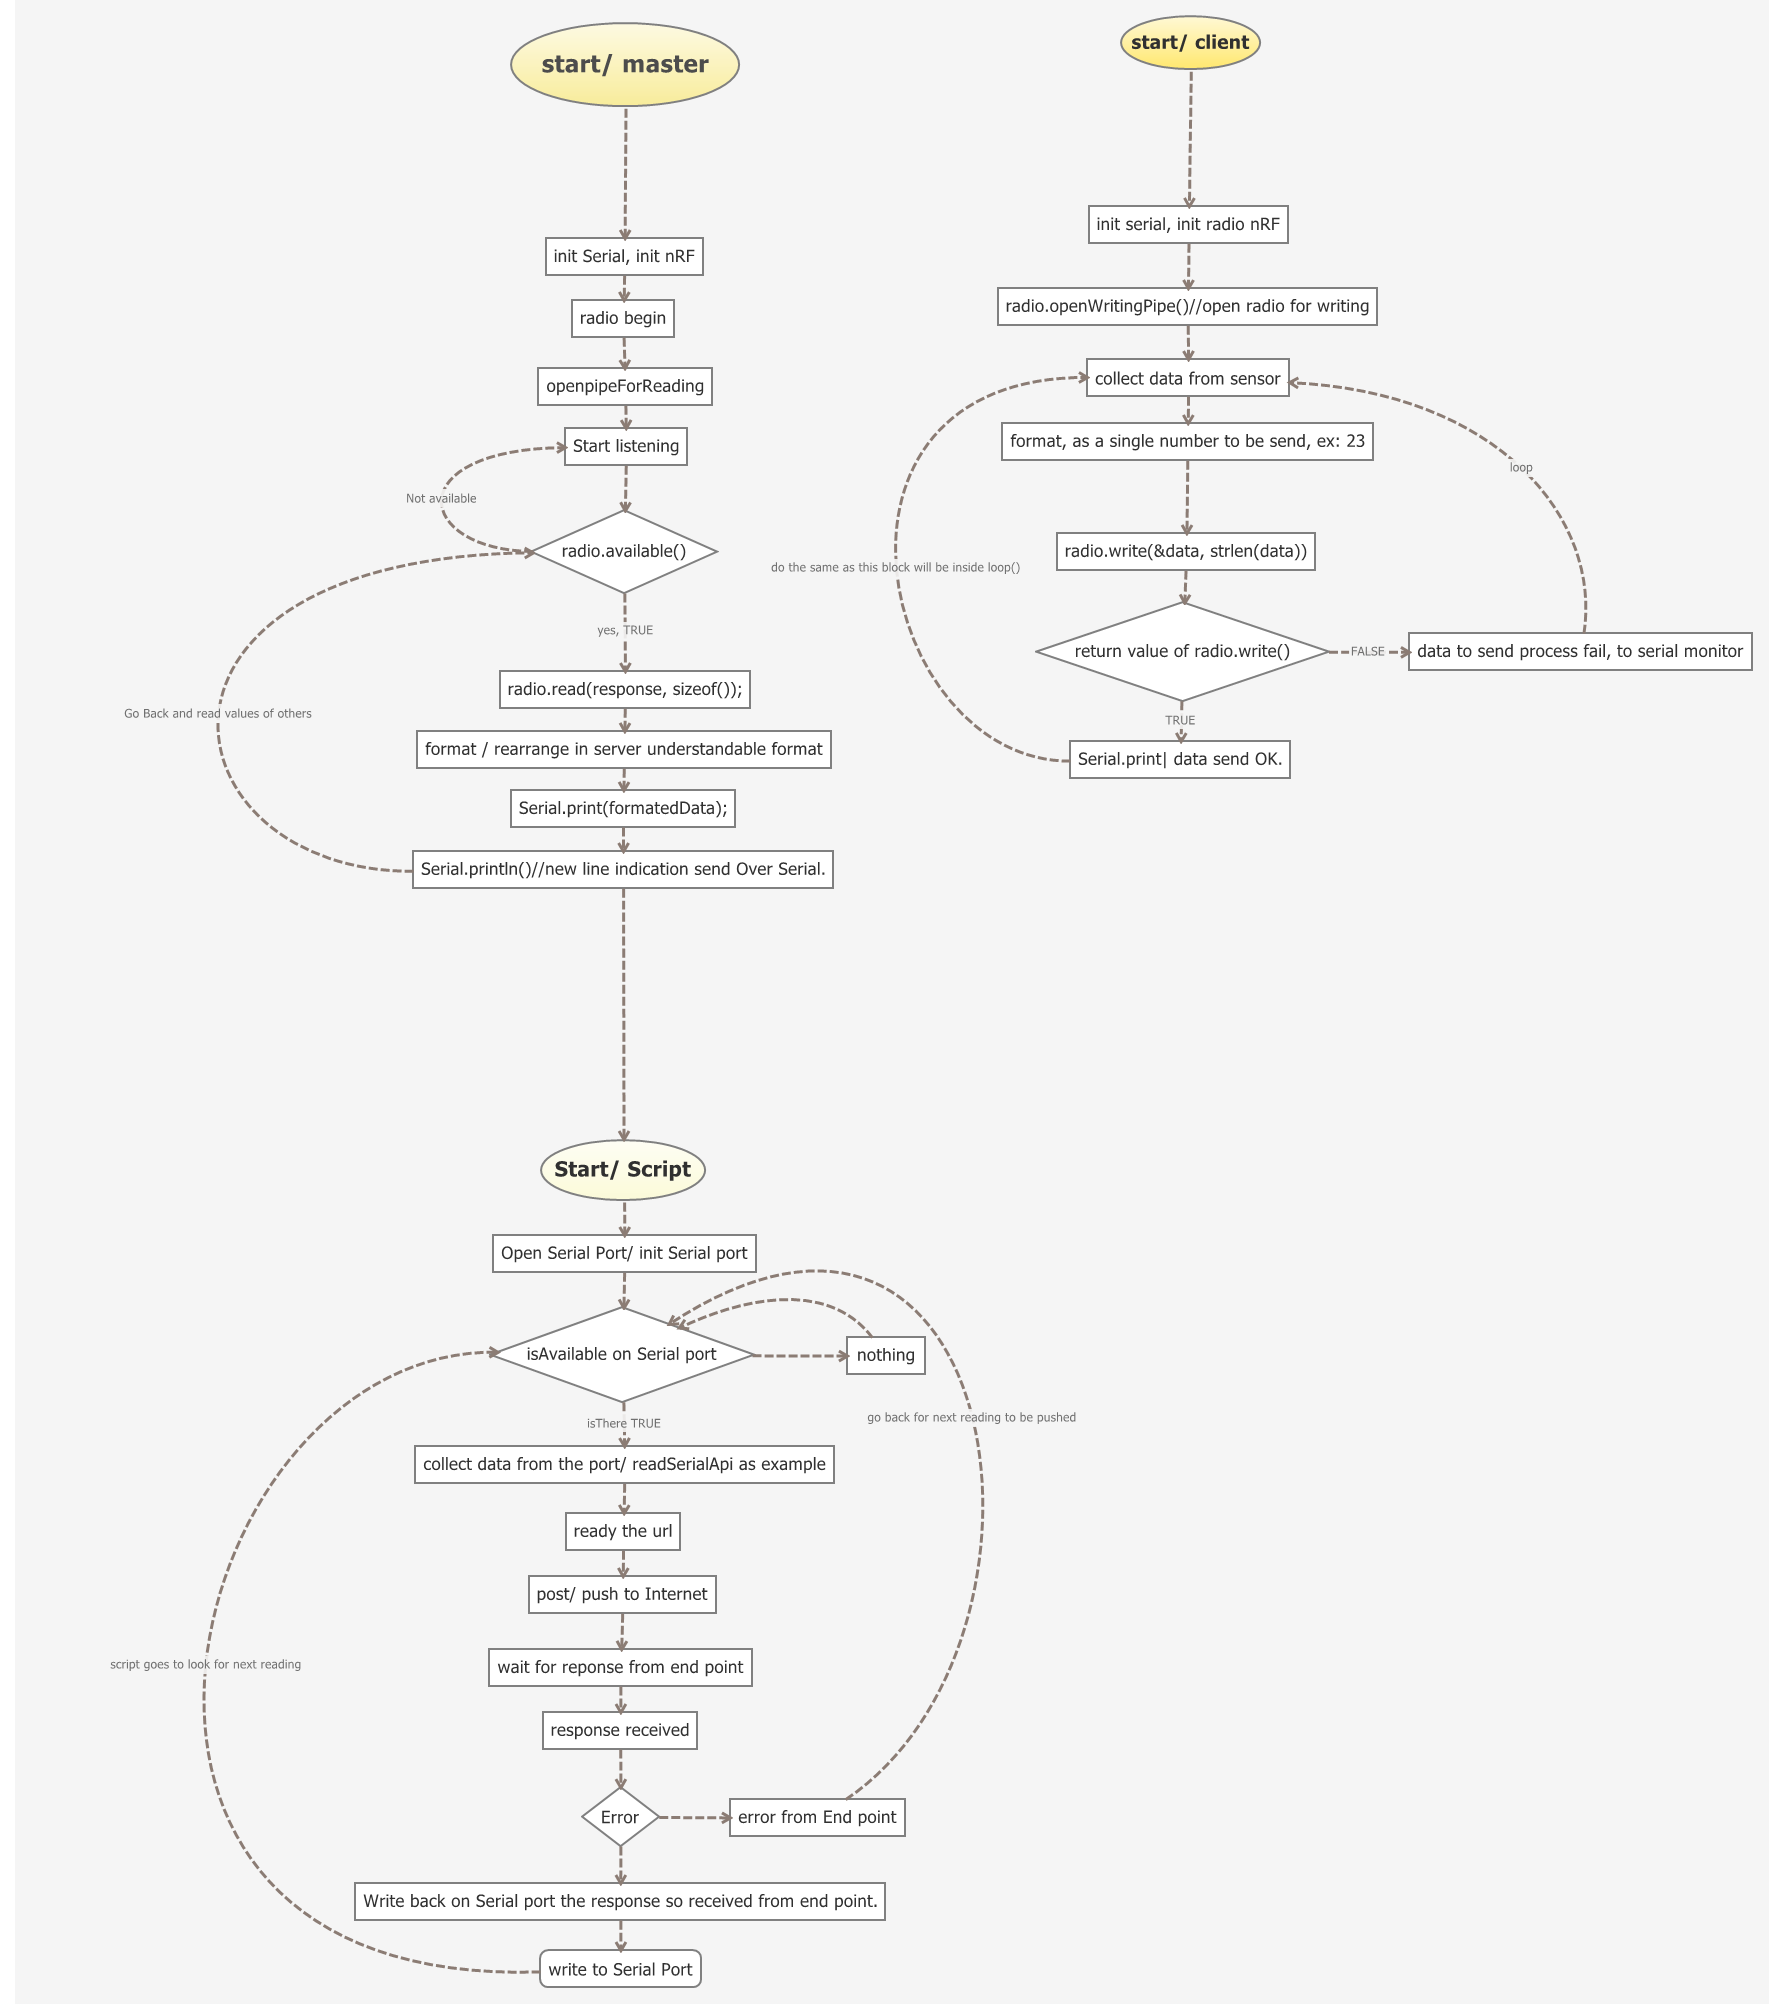 start/ master
init Serial, init nRF
radio begin
openpipeForReading
Start listening
Not available
radio.available()
yes, TRUE
radio.read(response, sizeof());
Go Back and read values of others
format / rearrange in server understandable format
Serial.print(formatedData);
Serial.println()//new line indication send Over Serial.
start/ client
init serial, init radio nRF
radio.openWritingPipe()//open radio for writing
collect data from sensor
format, as a single number to be send, ex: 23
loop
radio.write(&data, strlen(data))
do the same as this block will be inside loop()
return value of radio.write()
FALSE
data to send process fail, to serial monitor
TRUE
Serial.print| data send OK.
Start/ Script
Open Serial Port/ init Serial port
isAvailable on Serial port
nothing
isThere TRUE
go back for next reading to be pushed
collect data from the port/ readSerialApi as example
ready the url
post/ push to Internet
script goes to look for next reading
wait for reponse from end point
response received
Error
error from End point
Write back on Serial port the response so received from end point.
write to Serial Port